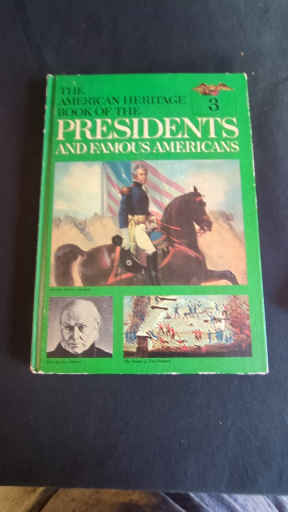 THE
AMERICAN HERITAGE
BOOK OF THE
3
PRESIDENTS
AND FAMOUS AMERICANS